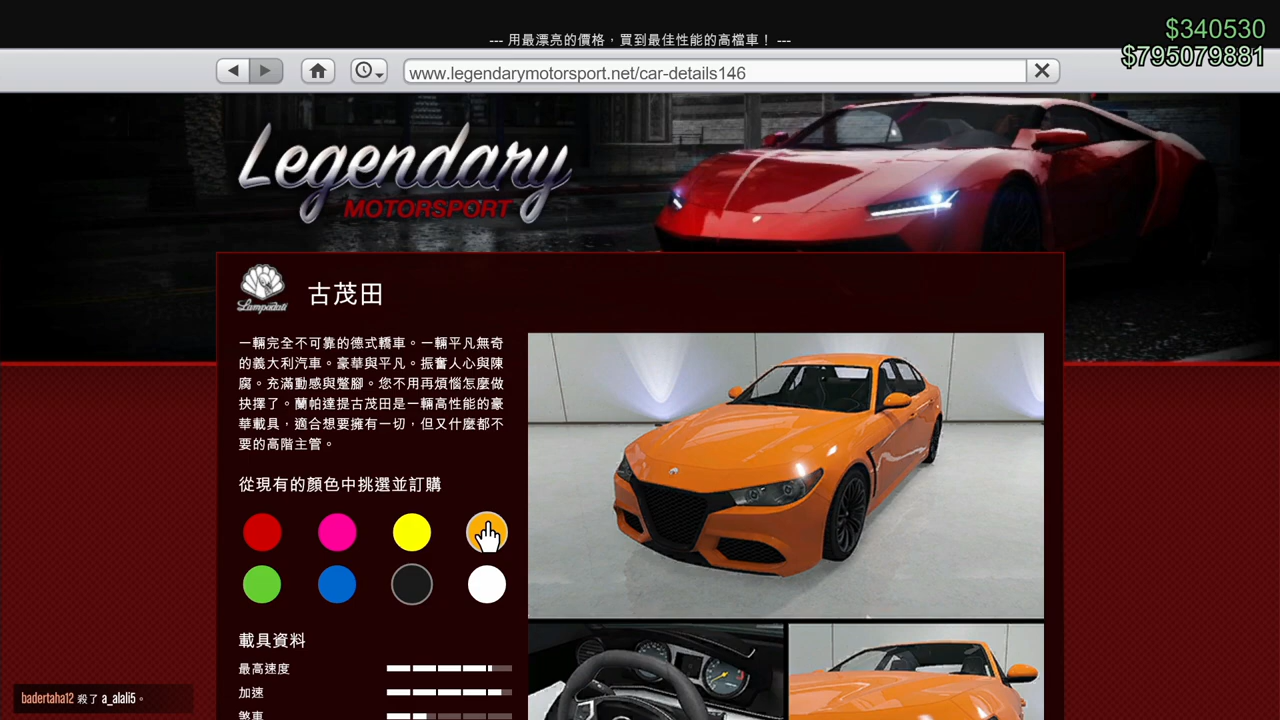 --- 用最漂亮的價格，買到最佳性能的高檔車！ ---
$340530
$795079881
www.legendarymotorsport.net/car-details146
Legendary
MOTORSPORT
Lampadati
古茂田
一輛完全不可靠的德式轎車。一輛平凡無奇
的義大利汽車。豪華與平凡。振奮人心與陳
腐。充滿動感與蹩腳。您不用再煩惱怎麼做
抉擇了。蘭帕達提古茂田是一輛高性能的豪
華載具，適合想要擁有一切，但又什麼都不
要的高階主管。
從現有的顏色中挑選並訂購
載具資料
最高速度
加速
煞車
badertaha12 殺了 a_alali5。